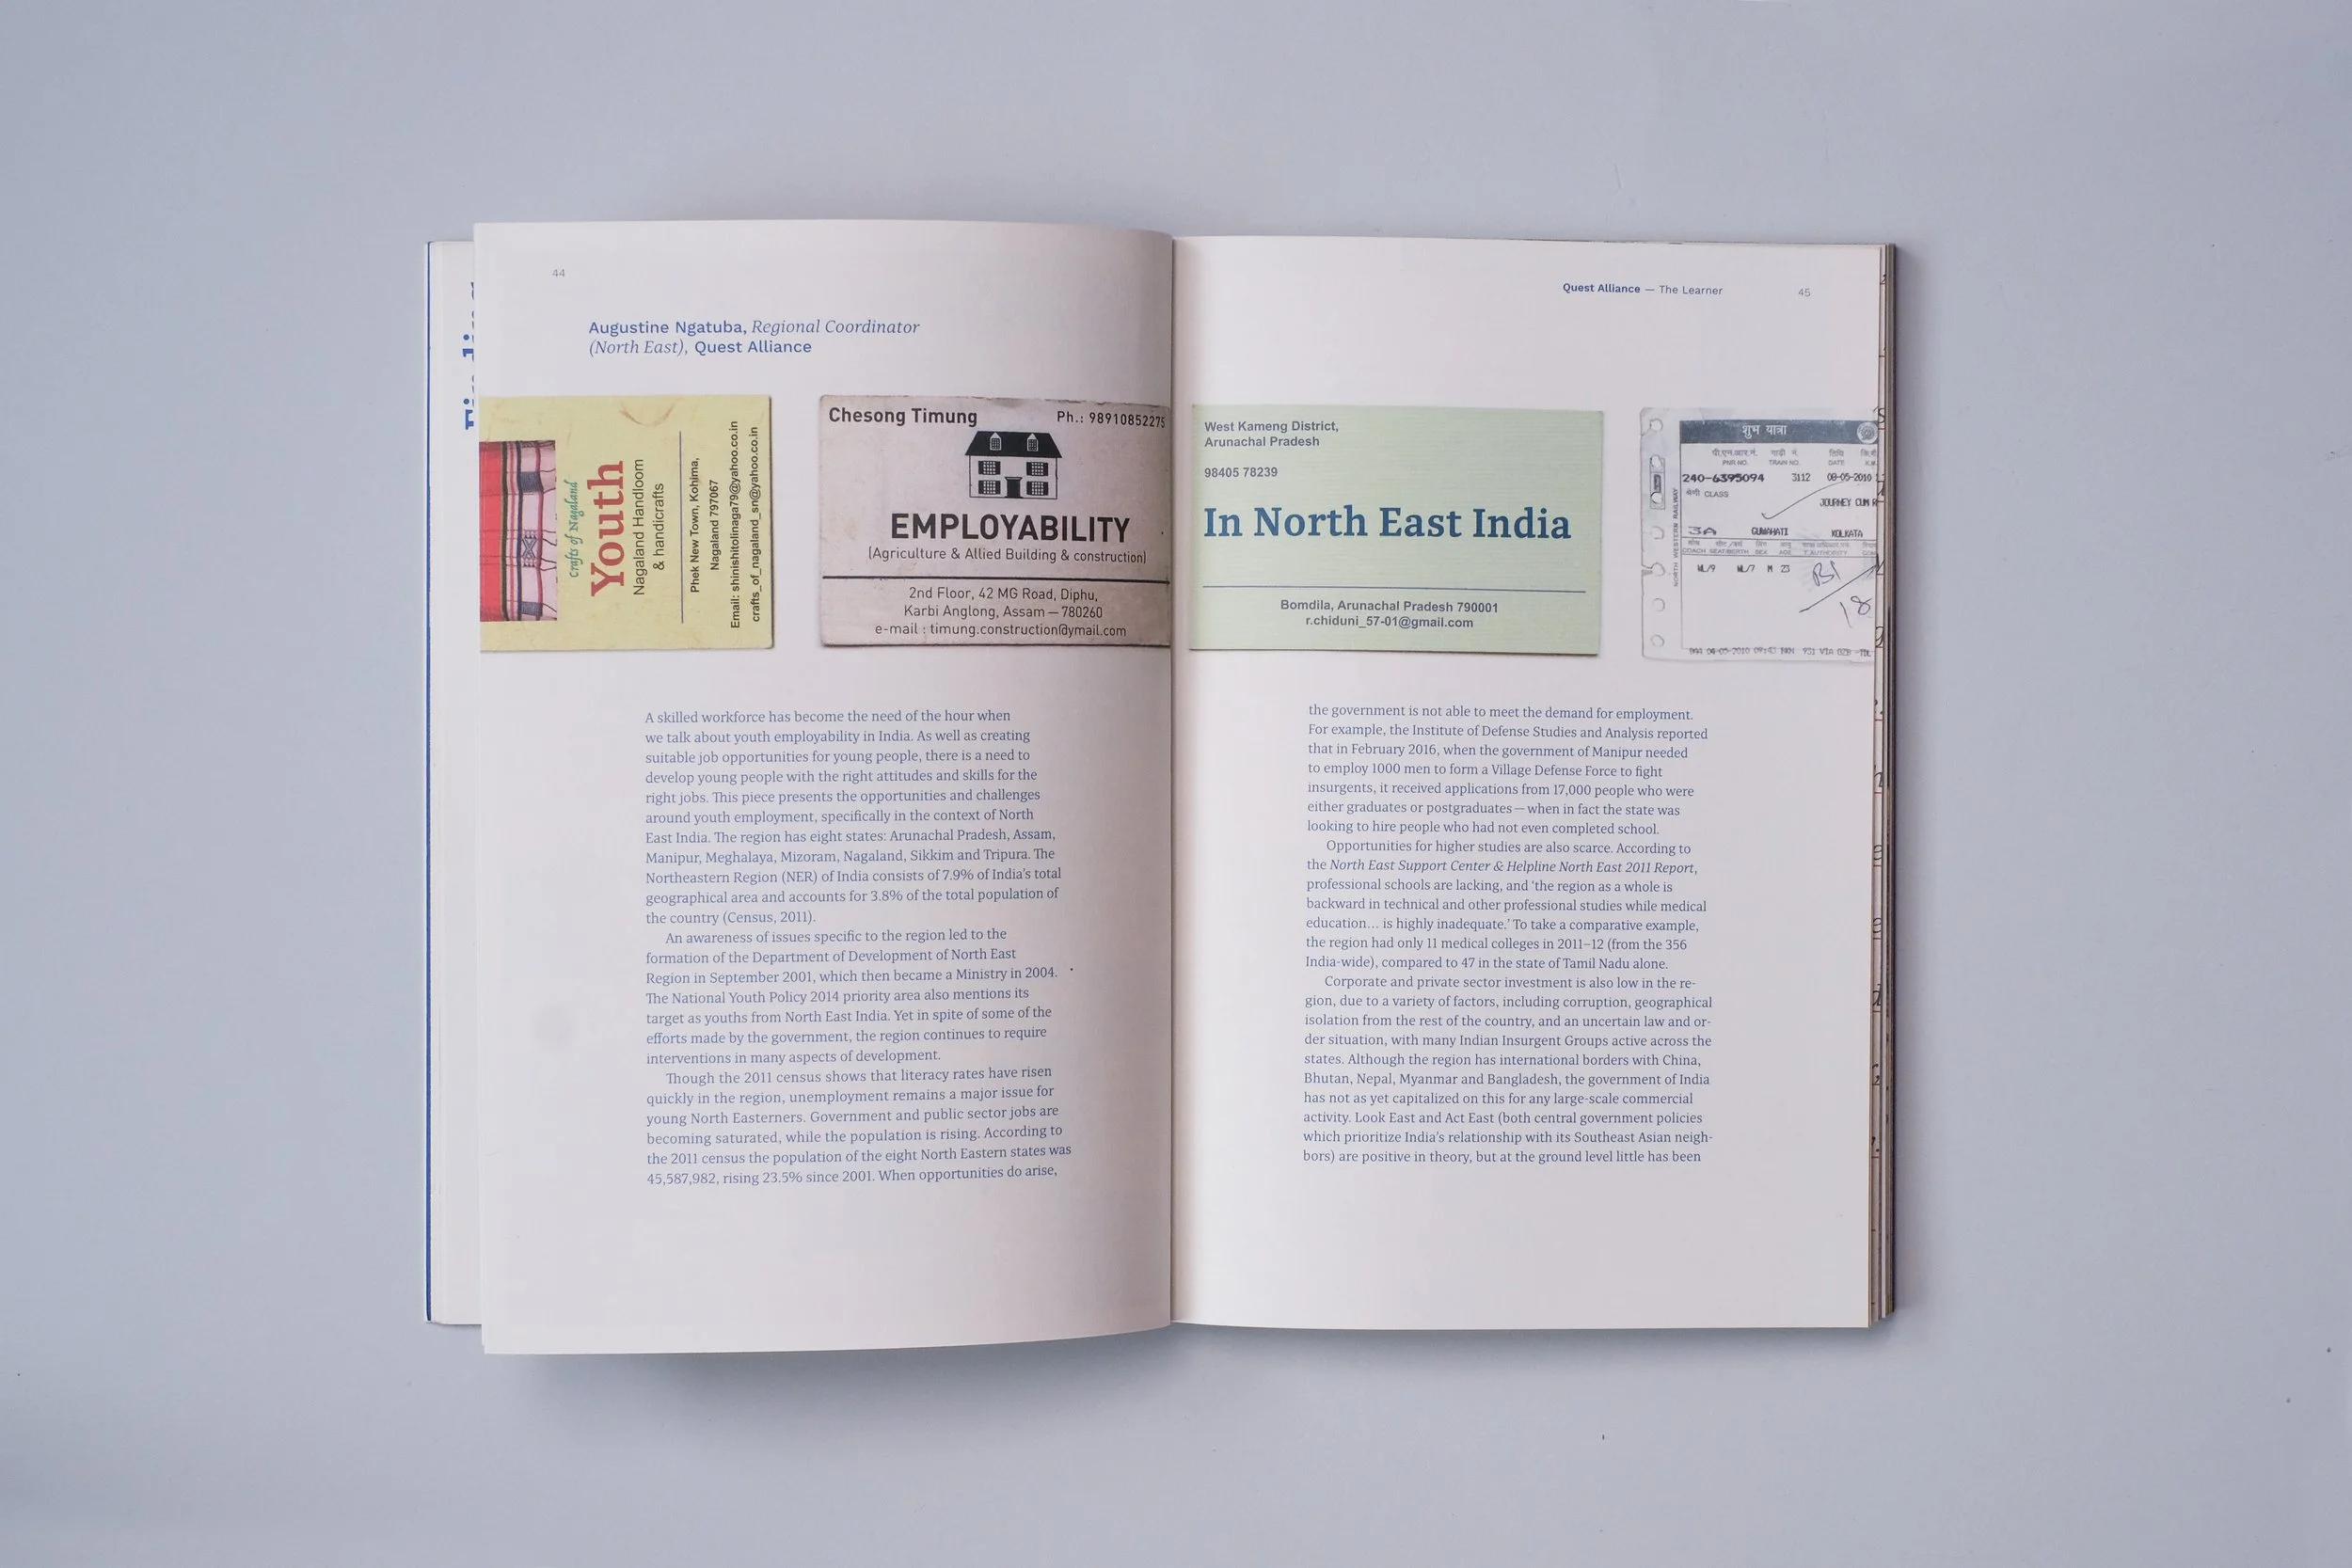 44
Augustine Ngatuba, Regional Coordinator
(North East), Quest Alliance
Crafts of Nagaland
Youth
Nagaland Handloom
& handicrafts
Phek New Town, Kohima,
Nagaland 797067
Email: shinishitolinaga79@yahoo.co.in
crafts_of_nagaland_sn@yahoo.co.in
Chesong Timung
Ph.: 98910852275
EMPLOYABILITY
(Agriculture & Allied Building & construction)
2nd Floor, 42 MG Road, Diphu,
Karbi Anglong, Assam — 780260
e-mail : timung.construction@ymail.com
A skilled workforce has become the need of the hour when
we talk about youth employability in India. As well as creating
suitable job opportunities for young people, there is a need to
develop young people with the right attitudes and skills for the
right jobs. This piece presents the opportunities and challenges
around youth employment, specifically in the context of North
East India. The region has eight states: Arunachal Pradesh, Assam,
Manipur, Meghalaya, Mizoram, Nagaland, Sikkim and Tripura. The
Northeastern Region (NER) of India consists of 7.9% of India's total
geographical area and accounts for 3.8% of the total population of
the country (Census, 2011).
An awareness of issues specific to the region led to the
formation of the Department of Development of North East
Region in September 2001, which then became a Ministry in 2004.
The National Youth Policy 2014 priority area also mentions its
target as youths from North East India. Yet in spite of some of the
efforts made by the government, the region continues to require
interventions in many aspects of development.
Though the 2011 census shows that literacy rates have risen
quickly in the region, unemployment remains a major issue for
young North Easterners. Government and public sector jobs are
becoming saturated, while the population is rising. According to
the 2011 census the population of the eight North Eastern states was
45,587,982, rising 23.5% since 2001. When opportunities do arise,
Quest Alliance — The Learner
45
West Kameng District,
Arunachal Pradesh
98405 78239
In North East India
Bomdila, Arunachal Pradesh 790001
r.chiduni_57-01@gmail.com
शुभ यात्रा
पी.एन.आर.नं. गाड़ी नं. तिथि
PNR NO. TRAIN NO. DATE
240-6395094 3112 08-05-2010
श्रेणी CLASS
JOURNEY CUM R
3A GUWAHATI KOLKATA
COACH SEAT/BERTH SEX AGE
WL/9 WL/7 M 23
B1
18
NORTH WESTERN RAILWAY
the government is not able to meet the demand for employment.
For example, the Institute of Defense Studies and Analysis reported
that in February 2016, when the government of Manipur needed
to employ 1000 men to form a Village Defense Force to fight
insurgents, it received applications from 17,000 people who were
either graduates or postgraduates — when in fact the state was
looking to hire people who had not even completed school.
Opportunities for higher studies are also scarce. According to
the North East Support Center & Helpline North East 2011 Report,
professional schools are lacking, and ‘the region as a whole is
backward in technical and other professional studies while medical
education… is highly inadequate.’ To take a comparative example,
the region had only 11 medical colleges in 2011–12 (from the 356
India-wide), compared to 47 in the state of Tamil Nadu alone.
Corporate and private sector investment is also low in the re-
gion, due to a variety of factors, including corruption, geographical
isolation from the rest of the country, and an uncertain law and or-
der situation, with many Indian Insurgent Groups active across the
states. Although the region has international borders with China,
Bhutan, Nepal, Myanmar and Bangladesh, the government of India
has not as yet capitalized on this for any large-scale commercial
activity. Look East and Act East (both central government policies
which prioritize India's relationship with its Southeast Asian neigh-
bors) are positive in theory, but at the ground level little has been